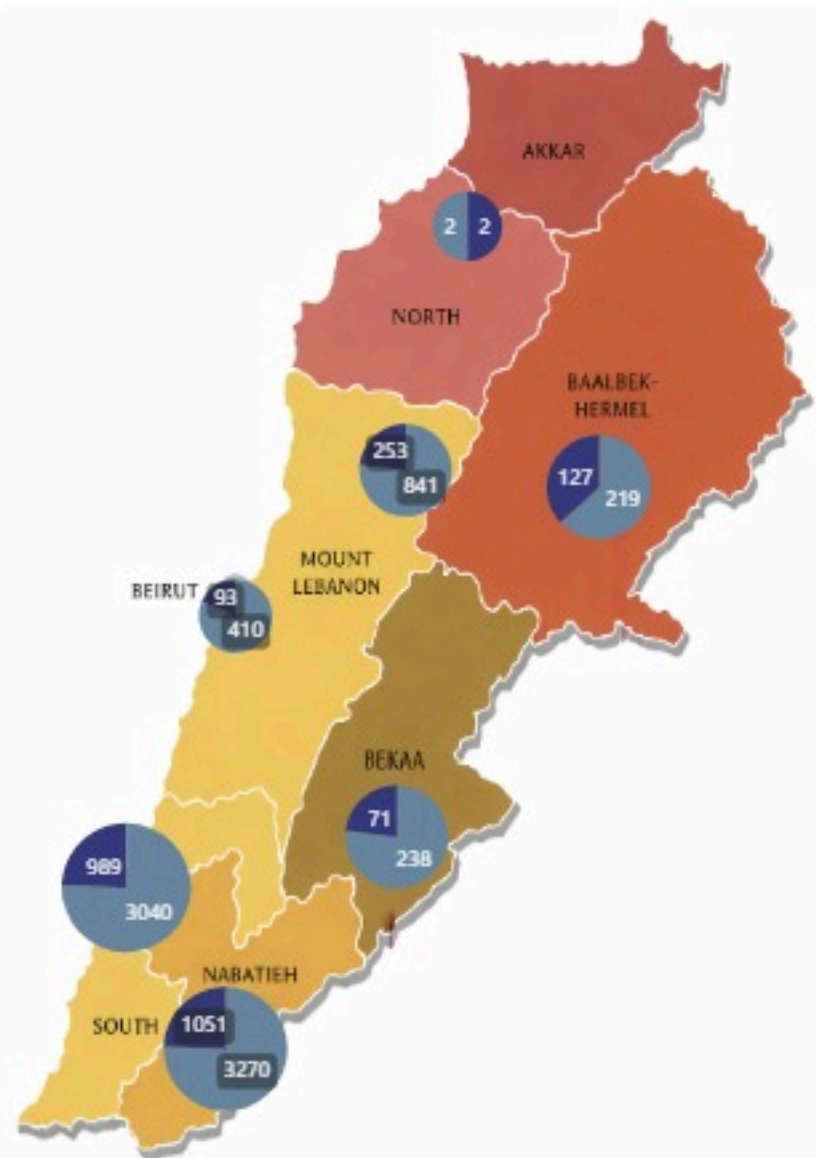 AKKAR
2 2
NORTH
BAALBEK-
HERMEL
253
841
127
219
MOUNT
LEBANON
BEIRUT
93
410
BEKAA
71
238
989
3040
NABATIEH
SOUTH
1051
3270